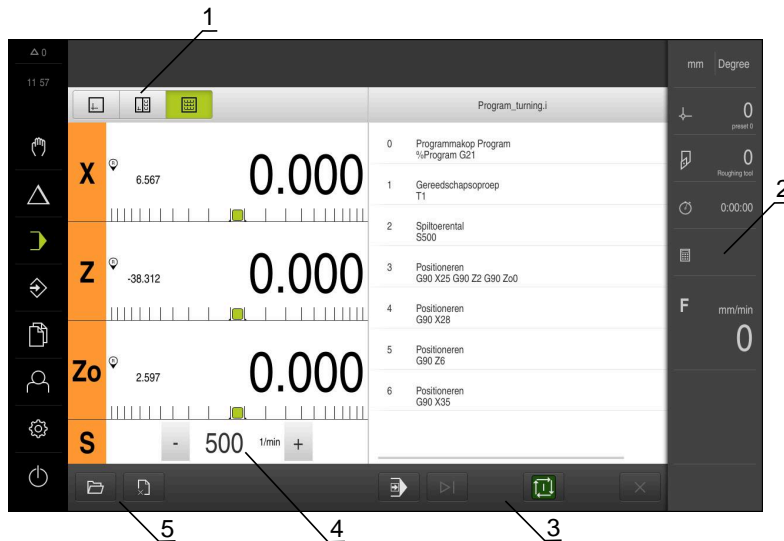 1
△ 0
11 57
mm Degree
Program_turning.i
X
R
6.567
0.000
Z
R
-38.312
0.000
Zo
R
2.597
0.000
S
- 500 1/min +
0 Programmakop Program
%Program G21
1 Gereedschapsoproep
T1
2 Spiltoerental
S500
3 Positioneren
G90 X25 G90 Z2 G90 Zo0
4 Positioneren
G90 X28
5 Positioneren
G90 Z6
6 Positioneren
G90 X35
0
preset 0
0
Roughing tool
0:00:00
2
F mm/min
0
5
4
3